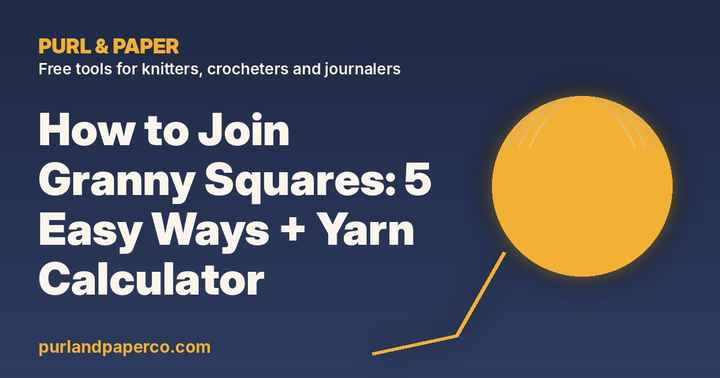 PURL & PAPER
Free tools for knitters, crocheters and journalers
How to Join
Granny Squares: 5
Easy Ways + Yarn
Calculator
purlandpaperco.com